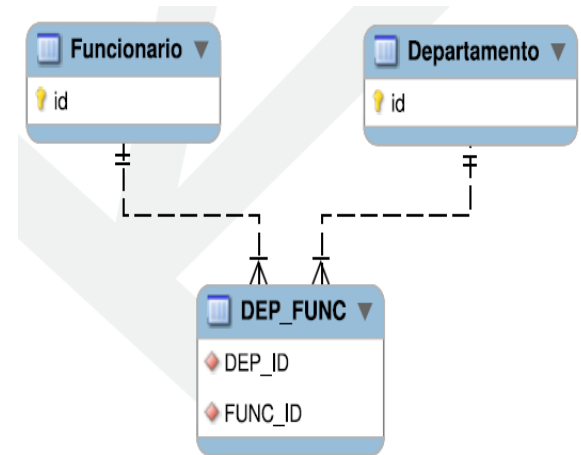 Funcionario
id
Departamento
id
DEP_FUNC
DEP_ID
FUNC_ID